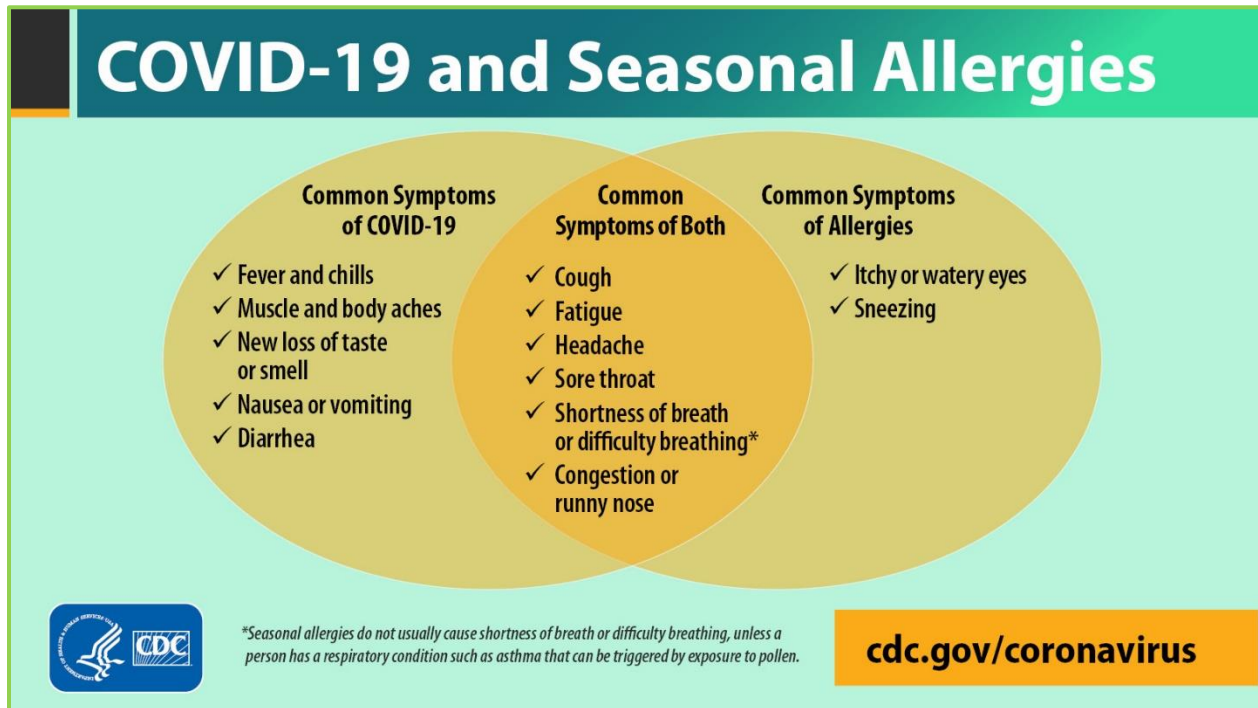 COVID-19 and Seasonal Allergies
Common Symptoms
of COVID-19
✓ Fever and chills
✓ Muscle and body aches
✓ New loss of taste
or smell
✓ Nausea or vomiting
✓ Diarrhea
Common
Symptoms of Both
✓ Cough
✓ Fatigue
✓ Headache
✓ Sore throat
✓ Shortness of breath
or difficulty breathing*
✓ Congestion or
runny nose
Common Symptoms
of Allergies
✓ Itchy or watery eyes
✓ Sneezing
CDC
*Seasonal allergies do not usually cause shortness of breath or difficulty breathing, unless a
person has a respiratory condition such as asthma that can be triggered by exposure to pollen.
cdc.gov/coronavirus